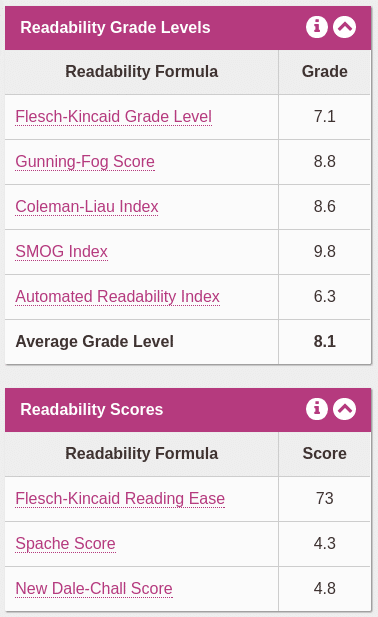 Readability Grade Levels
Readability Formula Grade
Flesch-Kincaid Grade Level 7.1
Gunning-Fog Score 8.8
Coleman-Liau Index 8.6
SMOG Index 9.8
Automated Readability Index 6.3
Average Grade Level 8.1
Readability Scores
Readability Formula Score
Flesch-Kincaid Reading Ease 73
Spache Score 4.3
New Dale-Chall Score 4.8